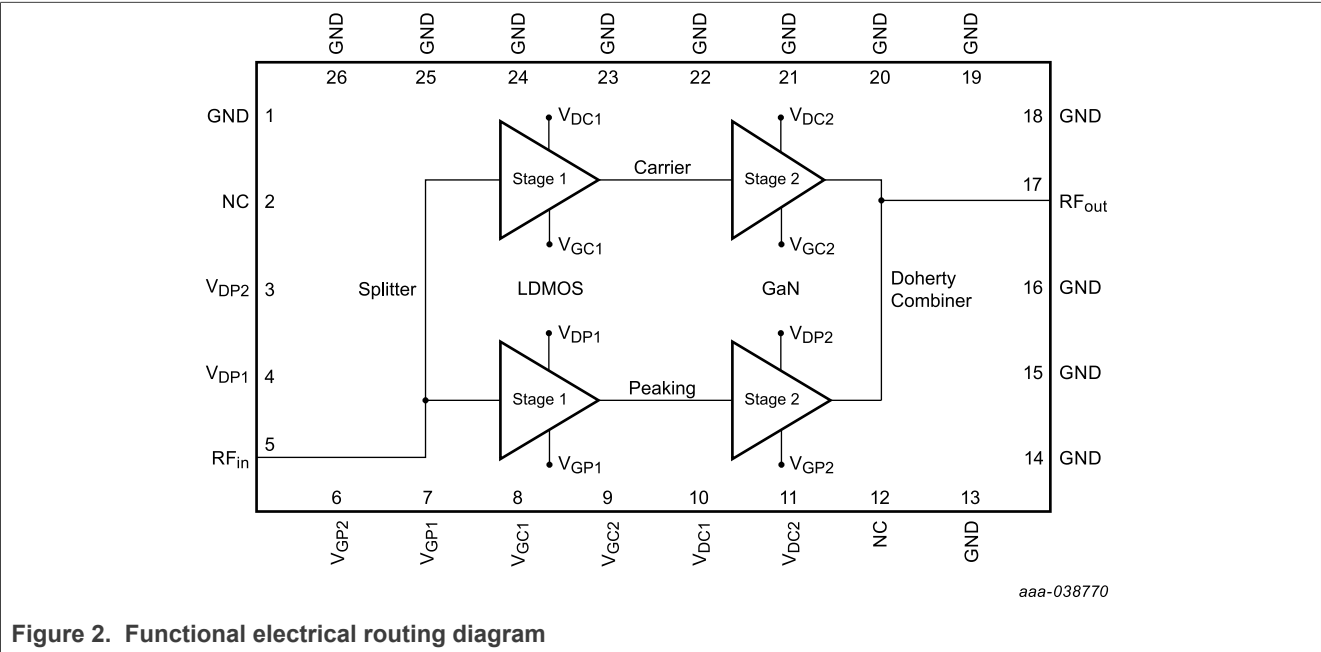 GND GND GND GND GND GND GND GND
26 25 24 23 22 21 20 19
GND 1
NC 2
VDP2 3
VDP1 4
RFin 5
VDC1
Stage 1
VGC1
Carrier
VDC2
Stage 2
VGC2
Splitter
LDMOS
GaN
Doherty
Combiner
VDP1
Stage 1
VGP1
Peaking
VDP2
Stage 2
VGP2
18 GND
17 RFout
16 GND
15 GND
14 GND
6 7 8 9 10 11 12 13
VGP2 VGP1 VGC1 VGC2 VDC1 VDC2 NC GND
aaa-038770
Figure 2. Functional electrical routing diagram